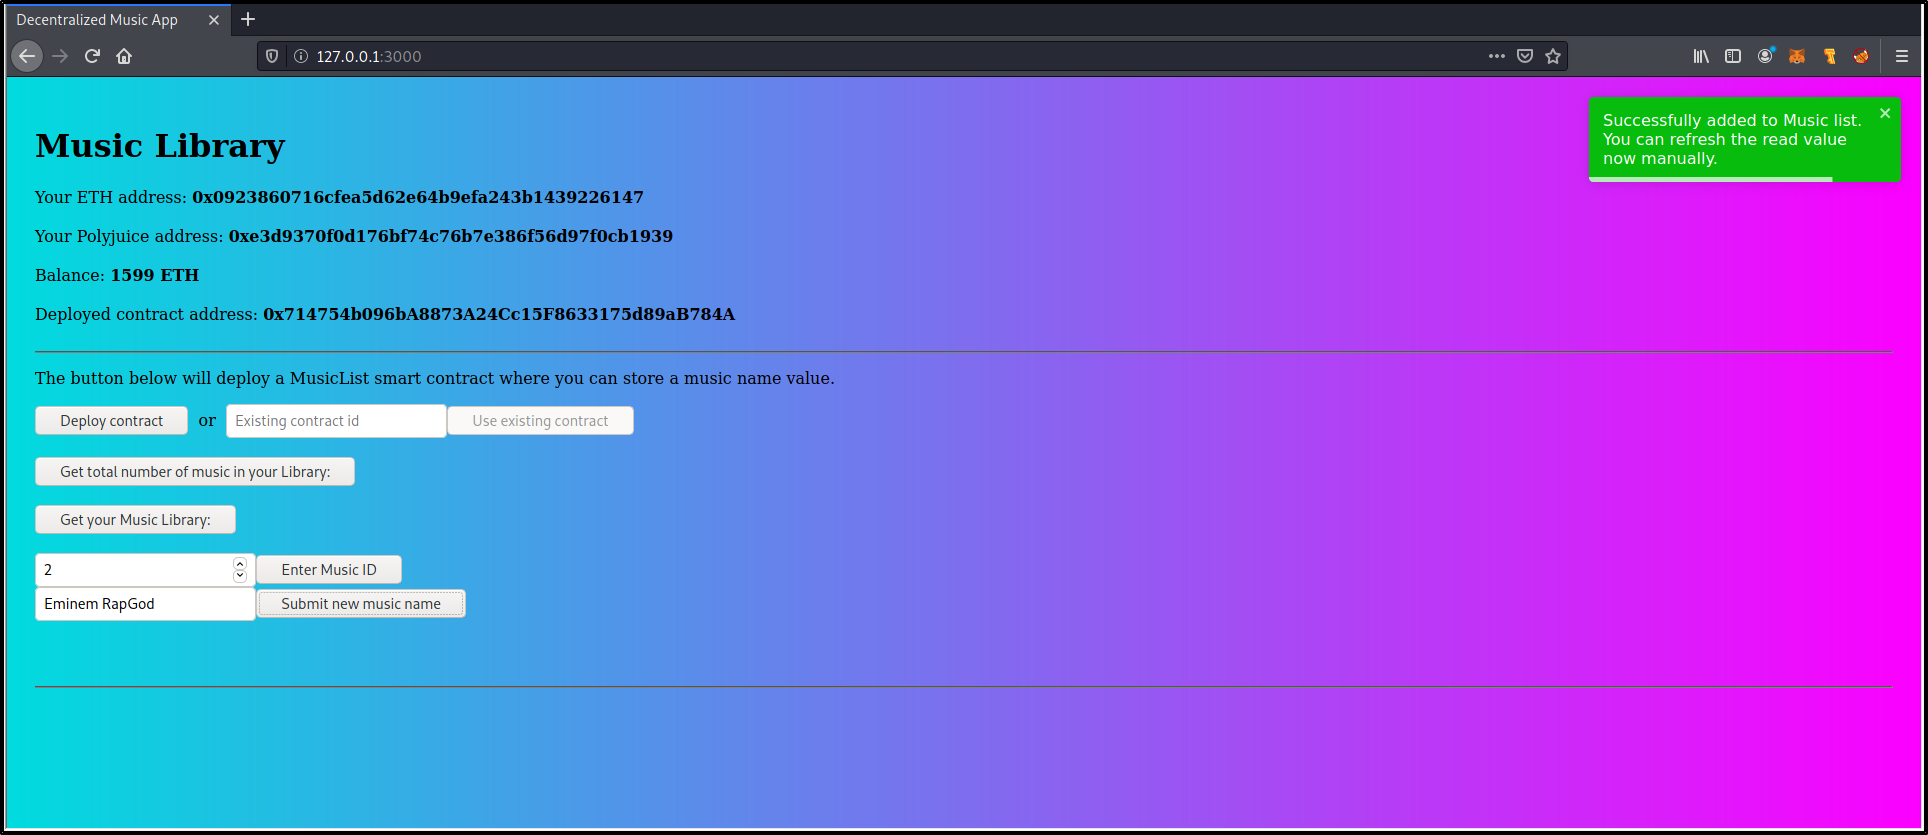 Decentralized Music App
127.0.0.1:3000
Successfully added to Music list.
You can refresh the read value
now manually.
Music Library
Your ETH address: 0x0923860716cfea5d62e64b9efa243b1439226147
Your Polyjuice address: 0xe3d9370f0d176bf74c76b7e386f56d97f0cb1939
Balance: 1599 ETH
Deployed contract address: 0x714754b096bA8873A24Cc15F8633175d89aB784A
The button below will deploy a MusicList smart contract where you can store a music name value.
Deploy contract or Existing contract id Use existing contract
Get total number of music in your Library:
Get your Music Library:
2 Enter Music ID
Eminem RapGod Submit new music name